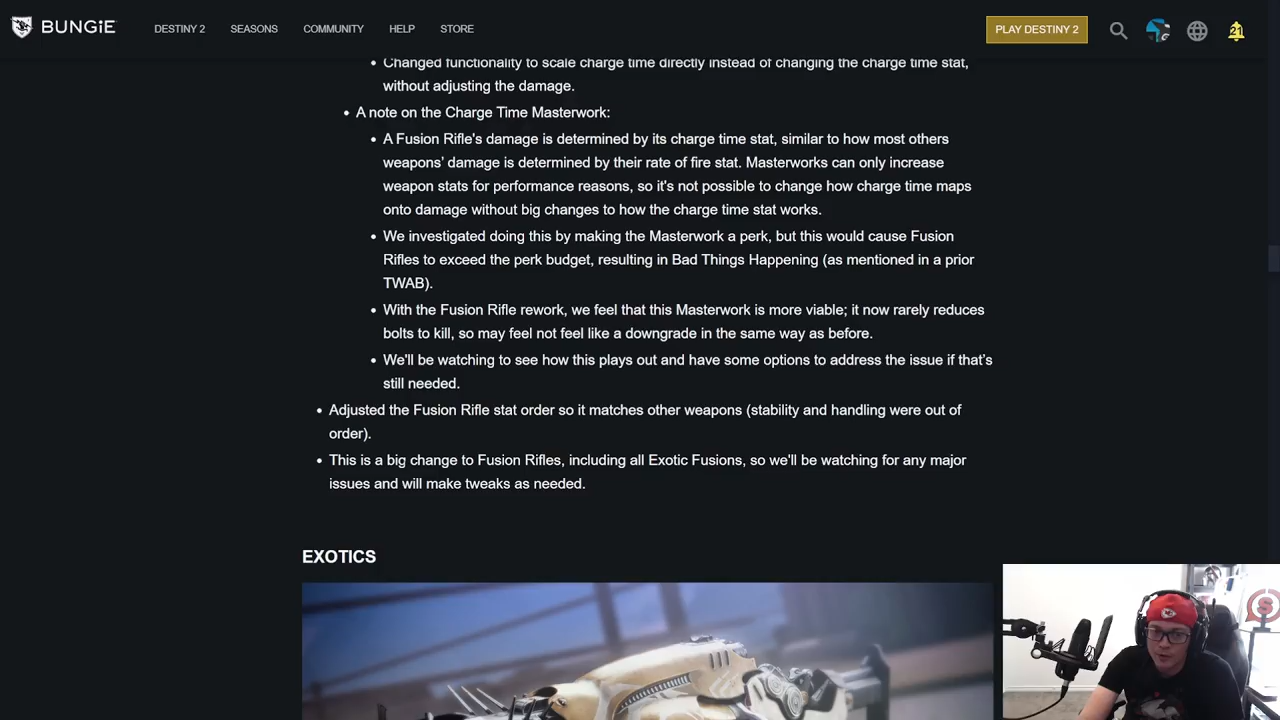 BUNGiE
DESTINY 2
SEASONS
COMMUNITY
HELP
STORE
PLAY DESTINY 2
21
• Changed functionality to scale charge time directly instead of changing the charge time stat,
without adjusting the damage.
• A note on the Charge Time Masterwork:
• A Fusion Rifle's damage is determined by its charge time stat, similar to how most others
weapons' damage is determined by their rate of fire stat. Masterworks can only increase
weapon stats for performance reasons, so it's not possible to change how charge time maps
onto damage without big changes to how the charge time stat works.
• We investigated doing this by making the Masterwork a perk, but this would cause Fusion
Rifles to exceed the perk budget, resulting in Bad Things Happening (as mentioned in a prior
TWAB).
• With the Fusion Rifle rework, we feel that this Masterwork is more viable; it now rarely reduces
bolts to kill, so may feel not feel like a downgrade in the same way as before.
• We'll be watching to see how this plays out and have some options to address the issue if that's
still needed.
• Adjusted the Fusion Rifle stat order so it matches other weapons (stability and handling were out of
order).
• This is a big change to Fusion Rifles, including all Exotic Fusions, so we'll be watching for any major
issues and will make tweaks as needed.
EXOTICS